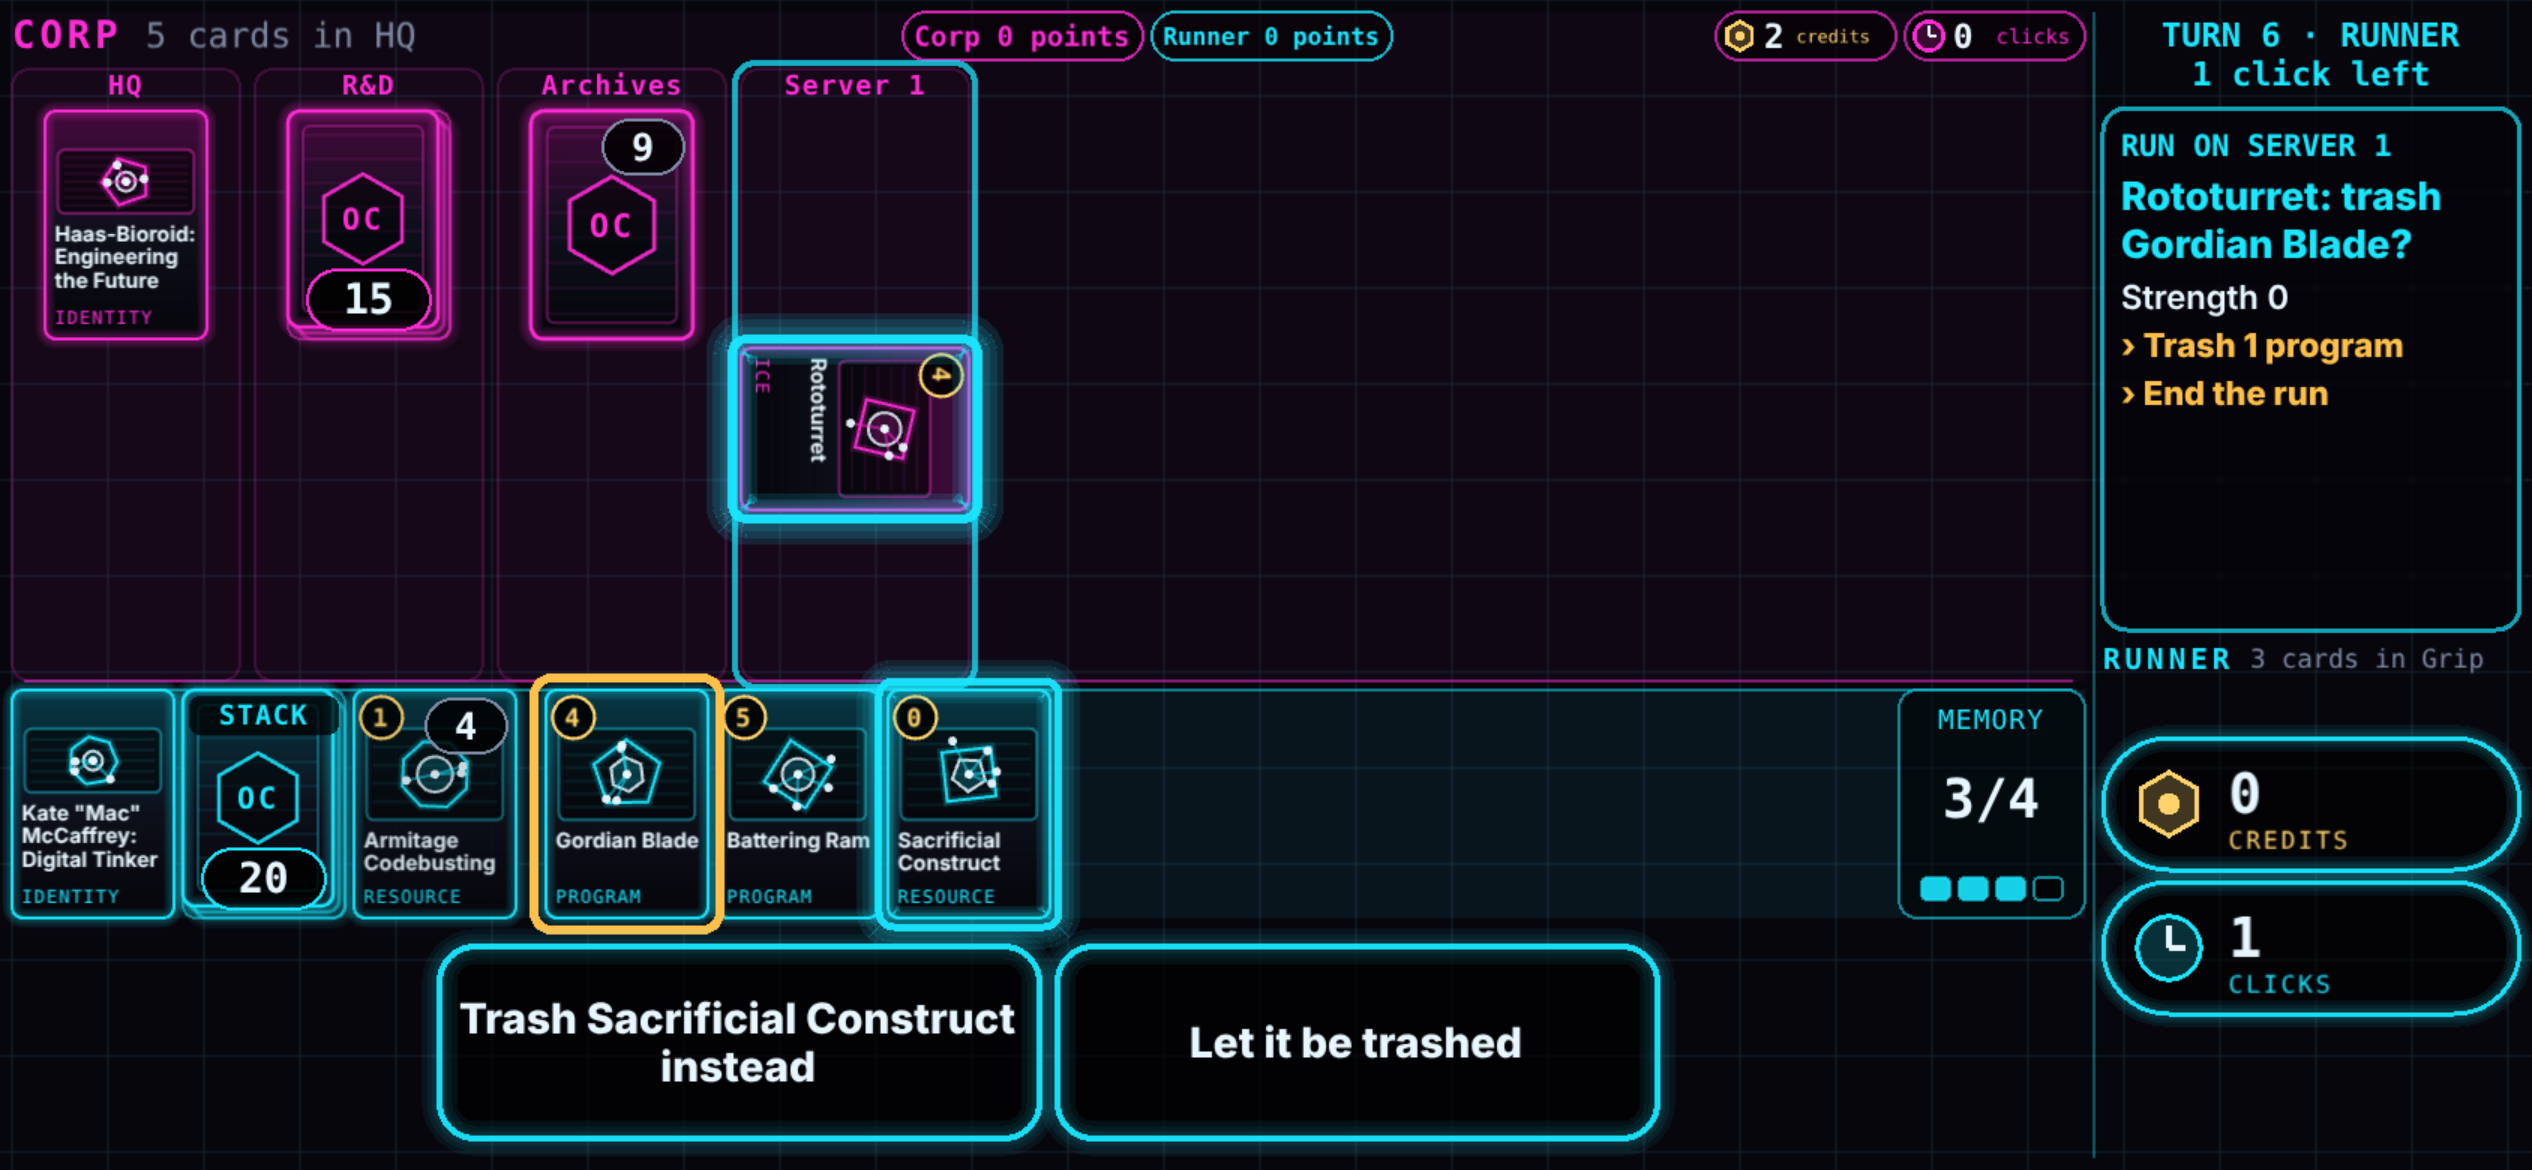 CORP 5 cards in HQ
Corp 0 points
Runner 0 points
2 credits
0 clicks
TURN 6 · RUNNER
1 click left
HQ
R&D
Archives
Server 1
Haas-Bioroid:
Engineering
the Future
IDENTITY
OC
15
9
OC
4
Rototurret
ICE
RUN ON SERVER 1
Rototurret: trash
Gordian Blade?
Strength 0
› Trash 1 program
› End the run
RUNNER 3 cards in Grip
Kate "Mac"
McCaffrey:
Digital Tinker
IDENTITY
STACK
OC
20
1
4
Armitage
Codebusting
RESOURCE
4
Gordian Blade
PROGRAM
5
Battering Ram
PROGRAM
0
Sacrificial
Construct
RESOURCE
MEMORY
3/4
0
CREDITS
1
CLICKS
Trash Sacrificial Construct
instead
Let it be trashed